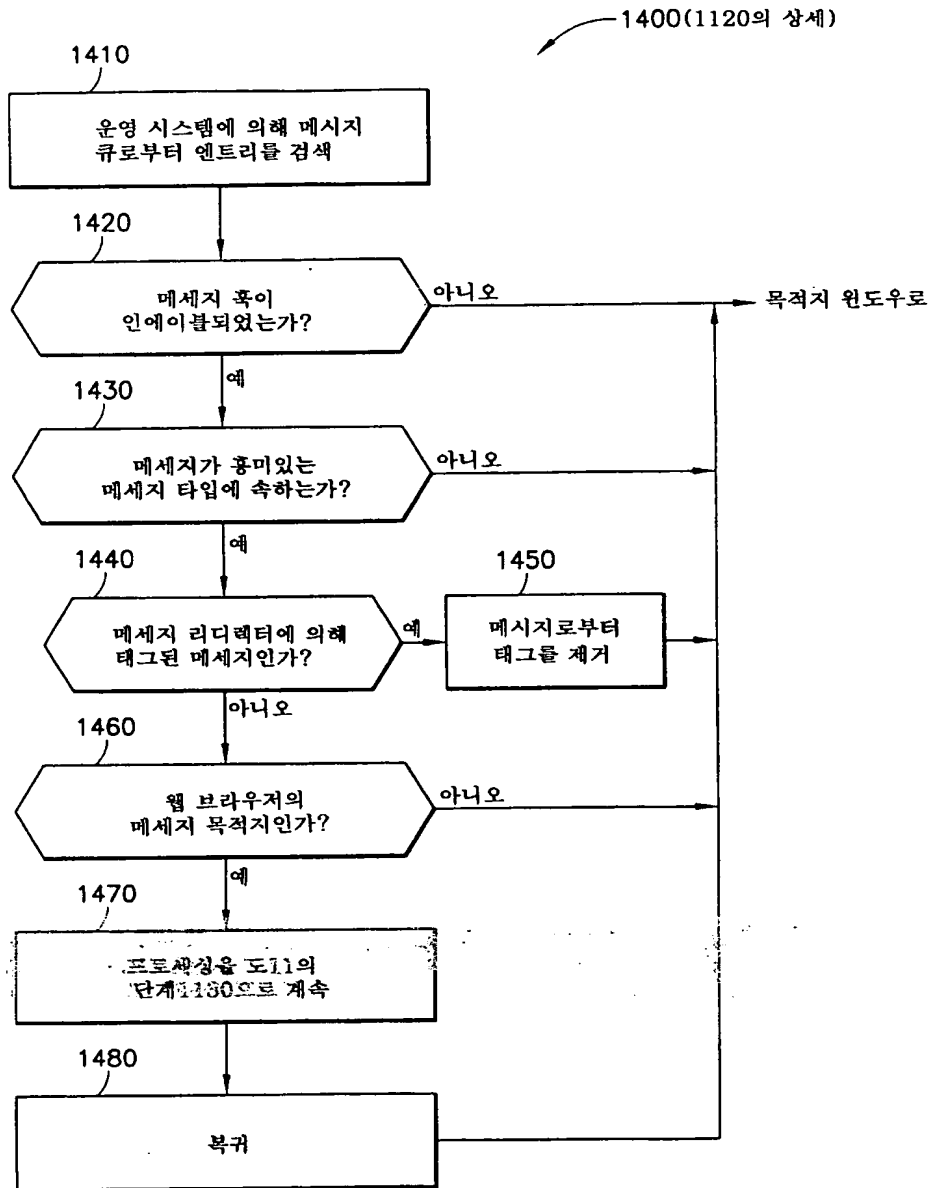 1400(1120의 상세)
1410
운영 시스템에 의해 메시지
큐로부터 엔트리를 검색
1420
메세지 훅이
인에이블되었는가?
아니오
목적지 윈도우로
예
1430
메세지가 흥미있는
메세지 타입에 속하는가?
아니오
예
1440
메세지 리디렉터에 의해
태그된 메세지인가?
예
1450
메시지로부터
태그를 제거
아니오
1460
웹 브라우저의
메세지 목적지인가?
아니오
예
1470
프로세싱을 도11의
단계1130으로 계속
1480
복귀